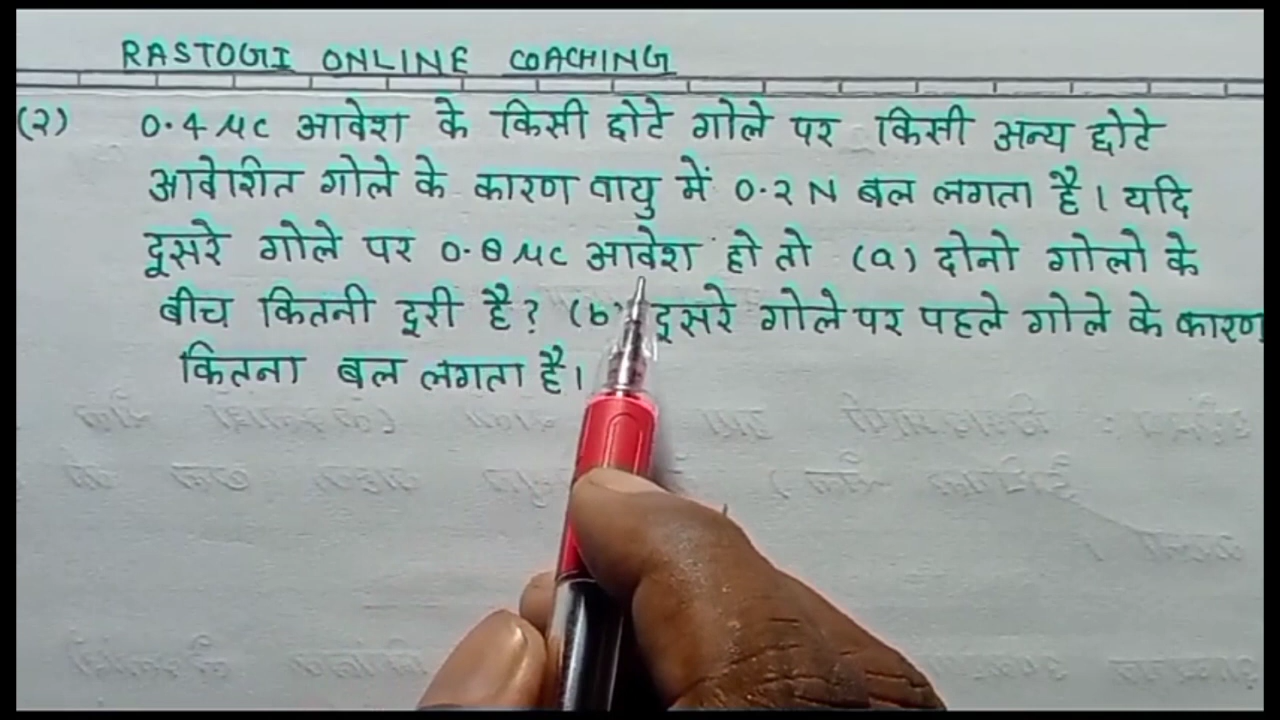 RASTOGI ONLINE COACHING
(२) 0.4 μc आवेश के किसी छोटे गोले पर किसी अन्य छोटे
आवेशित गोले के कारण वायु में 0.2 N बल लगता है। यदि
दूसरे गोले पर 0.8 μc आवेश हो तो (a) दोनो गोलो के
बीच कितनी दूरी है? (b) दूसरे गोले पर पहले गोले के कारण
कितना बल लगता है।